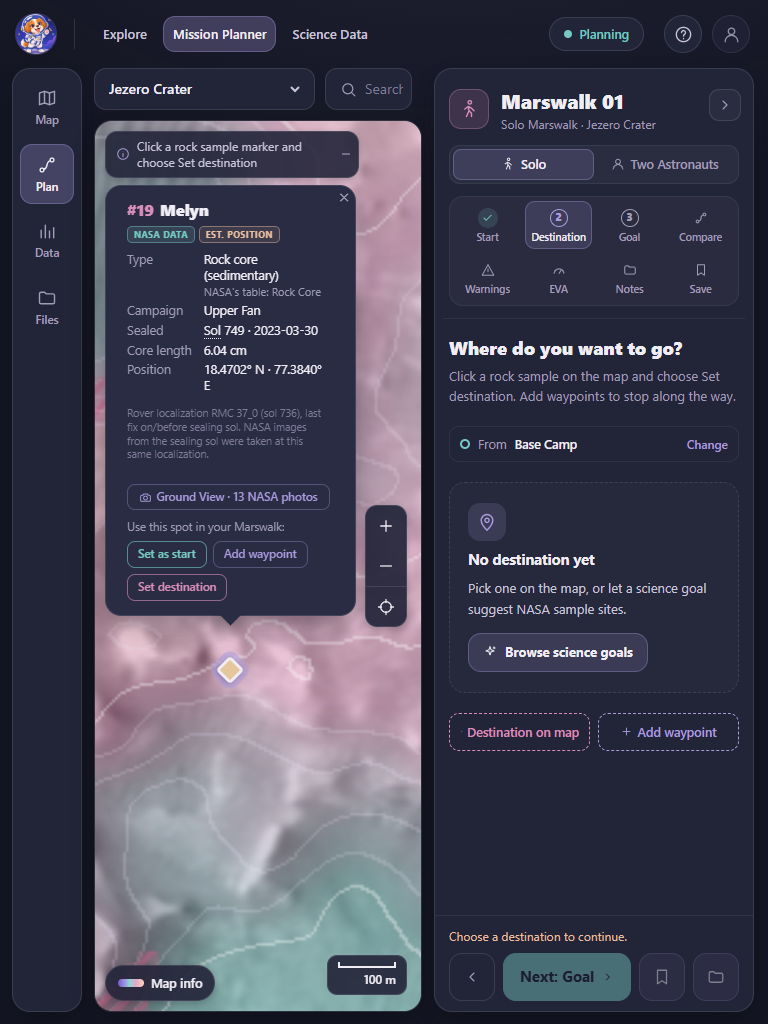 Explore
Mission Planner
Science Data
Planning
Map
Plan
Data
Files
Jezero Crater
Search
Click a rock sample marker and
choose Set destination
#19 Melyn
NASA DATA
EST. POSITION
Type Rock core
(sedimentary)
NASA's table: Rock Core
Campaign Upper Fan
Sealed Sol 749 · 2023-03-30
Core length 6.04 cm
Position 18.4702° N · 77.3840°
E
Rover localization RMC 37_0 (sol 736), last
fix on/before sealing sol. NASA images
from the sealing sol were taken at this
same localization.
Ground View · 13 NASA photos
Use this spot in your Marswalk:
Set as start
Add waypoint
Set destination
Map info
100 m
Marswalk 01
Solo Marswalk · Jezero Crater
Solo
Two Astronauts
Start
2
Destination
3
Goal
Compare
Warnings
EVA
Notes
Save
Where do you want to go?
Click a rock sample on the map and choose Set
destination. Add waypoints to stop along the way.
From Base Camp
Change
No destination yet
Pick one on the map, or let a science goal
suggest NASA sample sites.
Browse science goals
Destination on map
+ Add waypoint
Choose a destination to continue.
Next: Goal